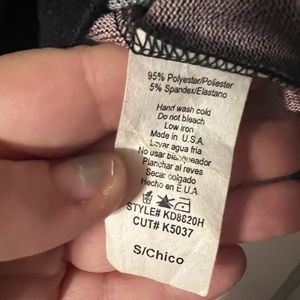 95% Polyester/Poliester
5% Spandex/Elastano
Hand wash cold
Do not bleach
Low iron
Made in U.S.A.
Lavar agua fria
No usar blanqueador
Planchar al reves
Secar colgado
Hecho en E.U.A
STYLE# KD8820H
CUT# K5037
S/Chico